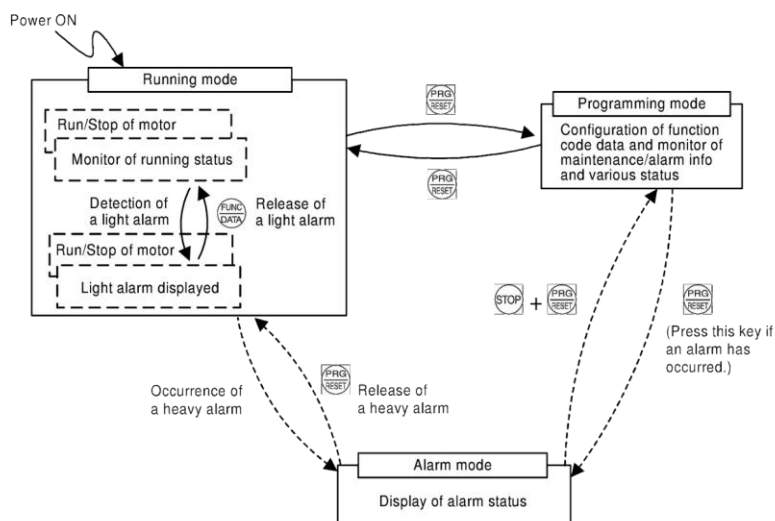 Power ON
Running mode
Run/Stop of motor
Monitor of running status
Detection of
a light alarm
FUNC
DATA
Release of
a light alarm
Run/Stop of motor
Light alarm displayed
PRG
RESET
PRG
RESET
Programming mode
Configuration of function
code data and monitor of
maintenance/alarm info
and various status
STOP + PRG
RESET
PRG
RESET
(Press this key if
an alarm has
occurred.)
Occurrence of
a heavy alarm
PRG
RESET
Release of
a heavy alarm
Alarm mode
Display of alarm status